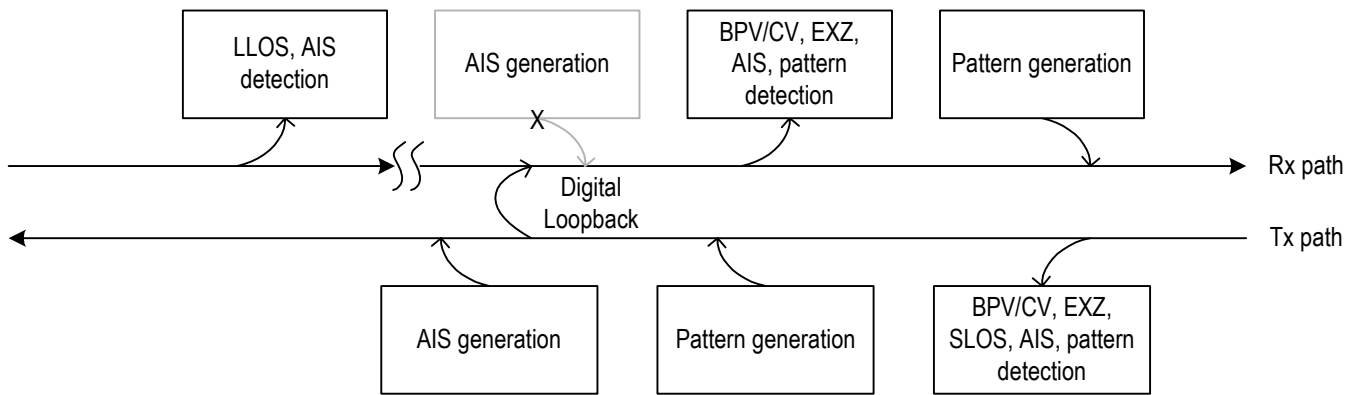 LLOS, AIS
detection
AIS generation
BPV/CV, EXZ,
AIS, pattern
detection
Pattern generation
X
Rx path
Digital
Loopback
Tx path
AIS generation
Pattern generation
BPV/CV, EXZ,
SLOS, AIS, pattern
detection